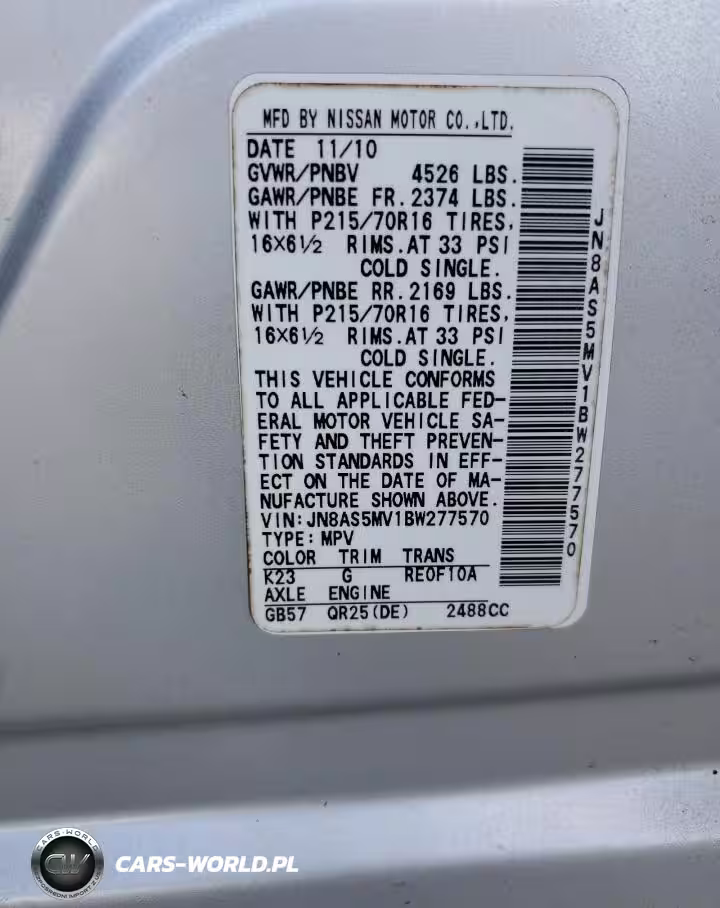 MFD BY NISSAN MOTOR CO.,LTD.
DATE 11/10
GVWR/PNBV 4526 LBS.
GAWR/PNBE FR. 2374 LBS.
WITH P215/70R16 TIRES,
16×6½ RIMS. AT 33 PSI
COLD SINGLE.
GAWR/PNBE RR. 2169 LBS.
WITH P215/70R16 TIRES,
16×6½ RIMS. AT 33 PSI
COLD SINGLE.
THIS VEHICLE CONFORMS
TO ALL APPLICABLE FED-
ERAL MOTOR VEHICLE SA-
FETY AND THEFT PREVEN-
TION STANDARDS IN EFF-
ECT ON THE DATE OF MA-
NUFACTURE SHOWN ABOVE.
VIN: JN8AS5MV1BW277570
TYPE: MPV
COLOR TRIM TRANS
K23 G RE0F10A
AXLE ENGINE
GB57 QR25(DE) 2488CC
JN8AS5MV1BW277570
CARS-WORLD
CW
CARS-WORLD.PL